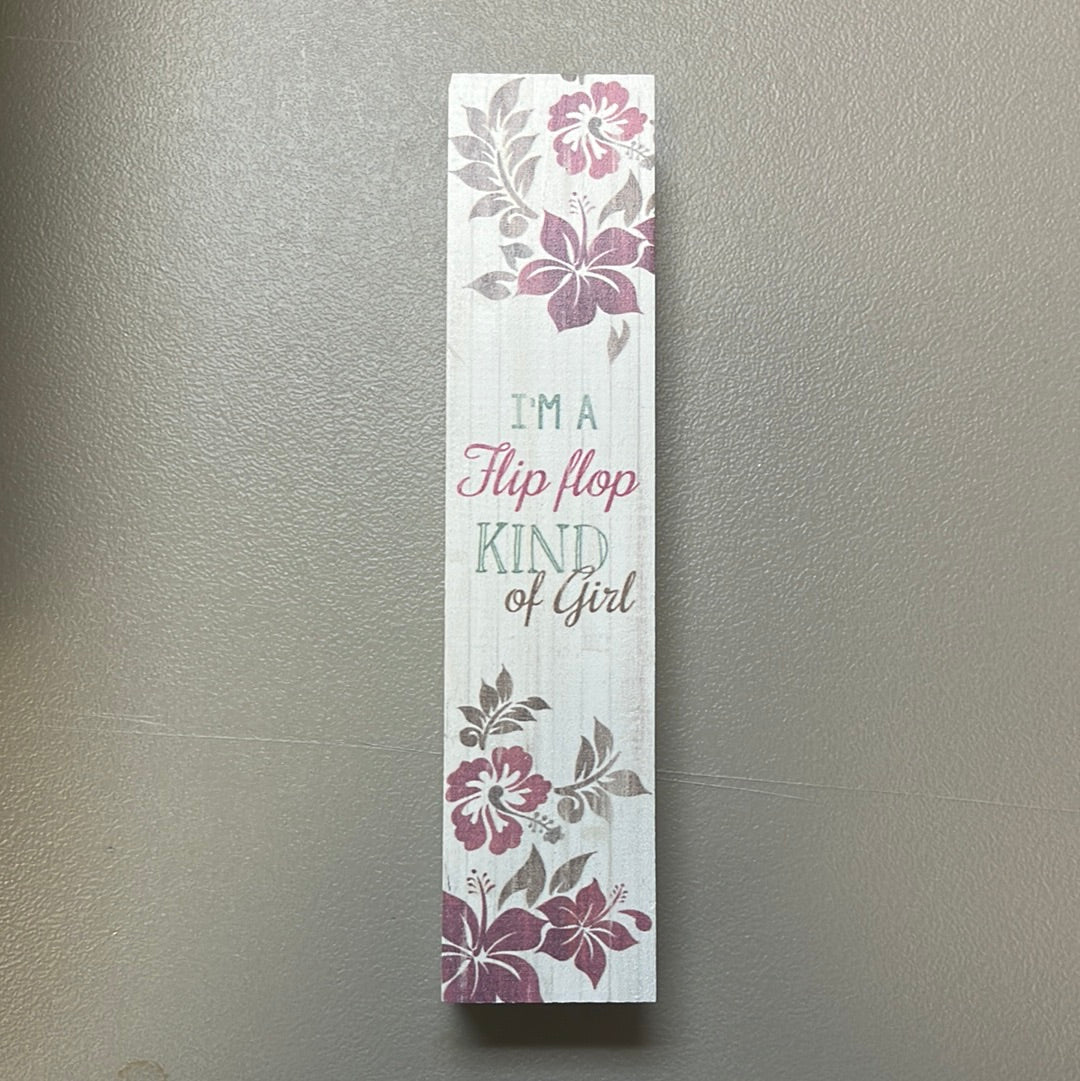 I'M A
Flip flop
KIND
of Girl